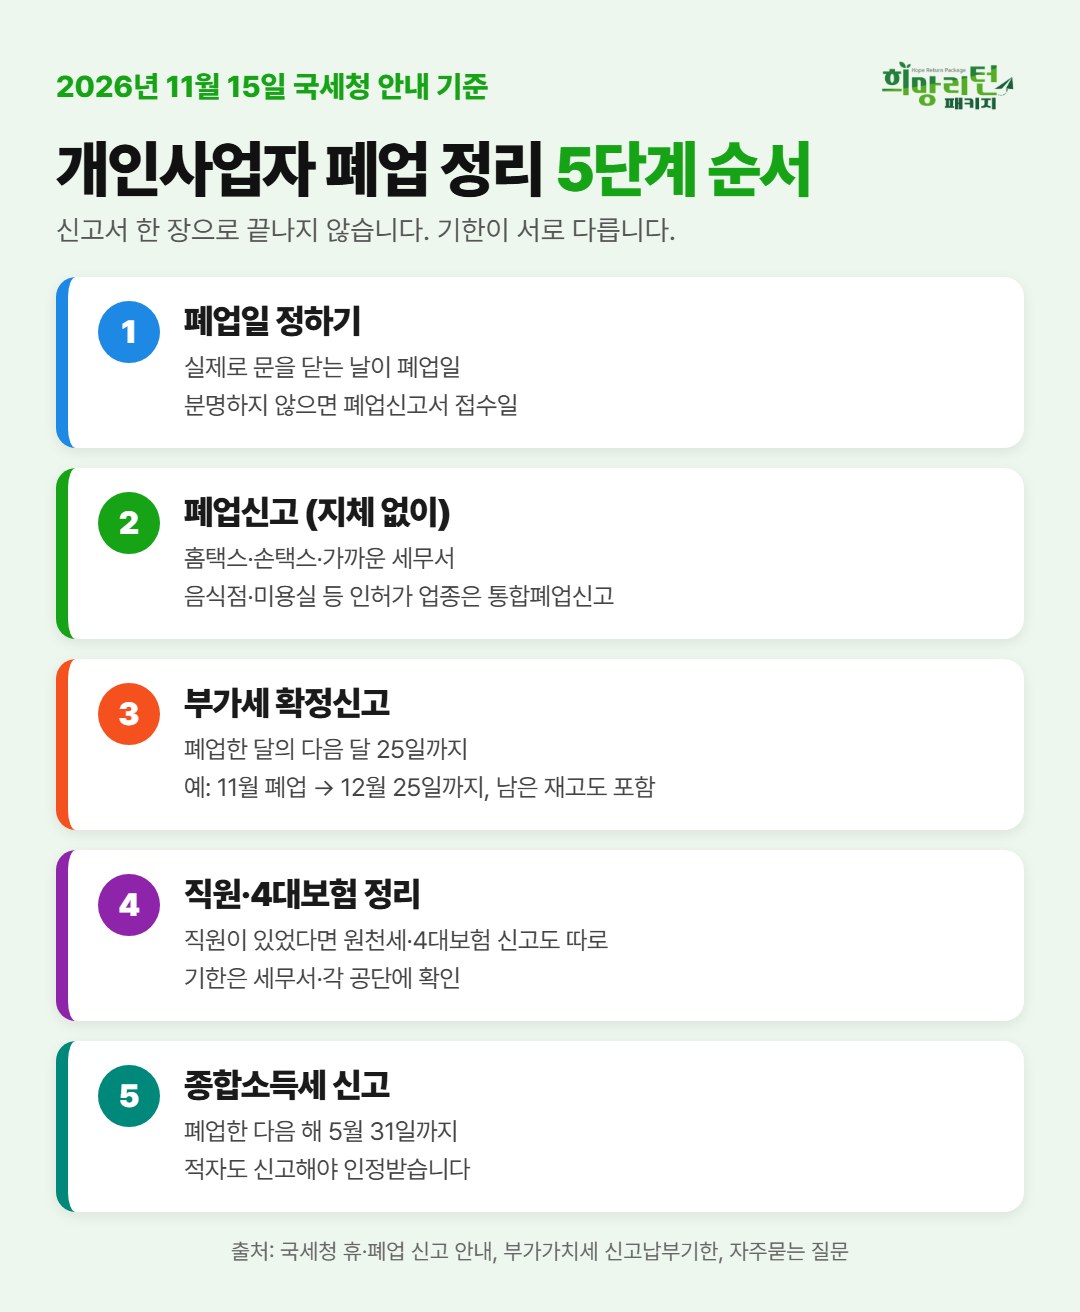 2026년 11월 15일 국세청 안내 기준
Hope Return Package
희망리턴
패키지
개인사업자 폐업 정리 5단계 순서
신고서 한 장으로 끝나지 않습니다. 기한이 서로 다릅니다.
1
폐업일 정하기
실제로 문을 닫는 날이 폐업일
분명하지 않으면 폐업신고서 접수일
2
폐업신고 (지체 없이)
홈택스·손택스·가까운 세무서
음식점·미용실 등 인허가 업종은 통합폐업신고
3
부가세 확정신고
폐업한 달의 다음 달 25일까지
예: 11월 폐업 → 12월 25일까지, 남은 재고도 포함
4
직원·4대보험 정리
직원이 있었다면 원천세·4대보험 신고도 따로
기한은 세무서·각 공단에 확인
5
종합소득세 신고
폐업한 다음 해 5월 31일까지
적자도 신고해야 인정받습니다
출처: 국세청 휴·폐업 신고 안내, 부가가치세 신고납부기한, 자주묻는 질문